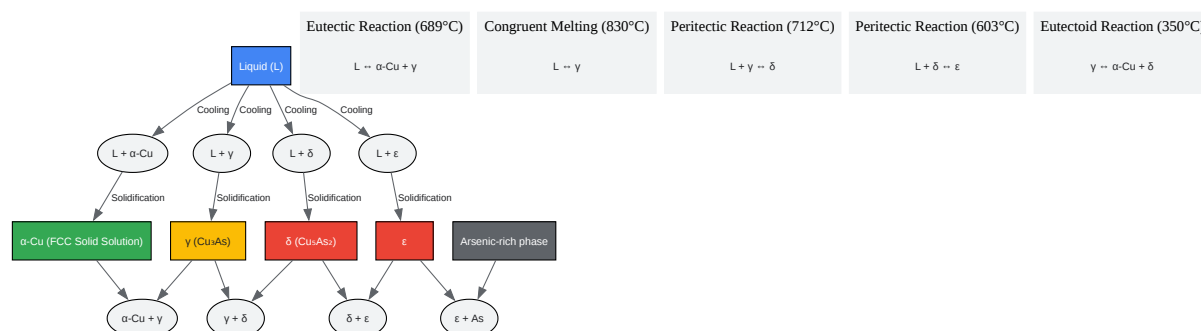 Eutectic Reaction (689°C)
L ↔ α-Cu + γ
Congruent Melting (830°C)
L ↔ γ
Peritectic Reaction (712°C)
L + γ ↔ δ
Peritectic Reaction (603°C)
L + δ ↔ ε
Eutectoid Reaction (350°C)
γ ↔ α-Cu + δ
Liquid (L)
Cooling
Cooling
Cooling
Cooling
L + α-Cu
L + γ
L + δ
L + ε
Solidification
Solidification
Solidification
Solidification
α-Cu (FCC Solid Solution)
γ (Cu₃As)
δ (Cu₅As₂)
ε
Arsenic-rich phase
α-Cu + γ
γ + δ
δ + ε
ε + As